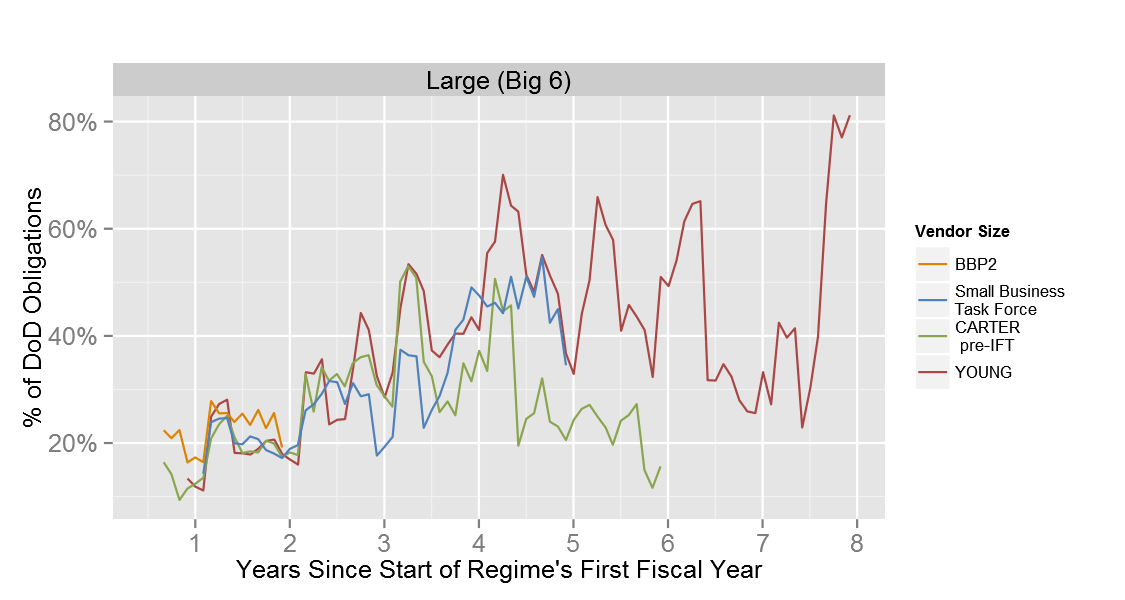 Large (Big 6)
80%
60%
40%
20%
% of DoD Obligations
1 2 3 4 5 6 7 8
Years Since Start of Regime's First Fiscal Year
Vendor Size
BBP2
Small Business
Task Force
CARTER
pre-IFT
YOUNG